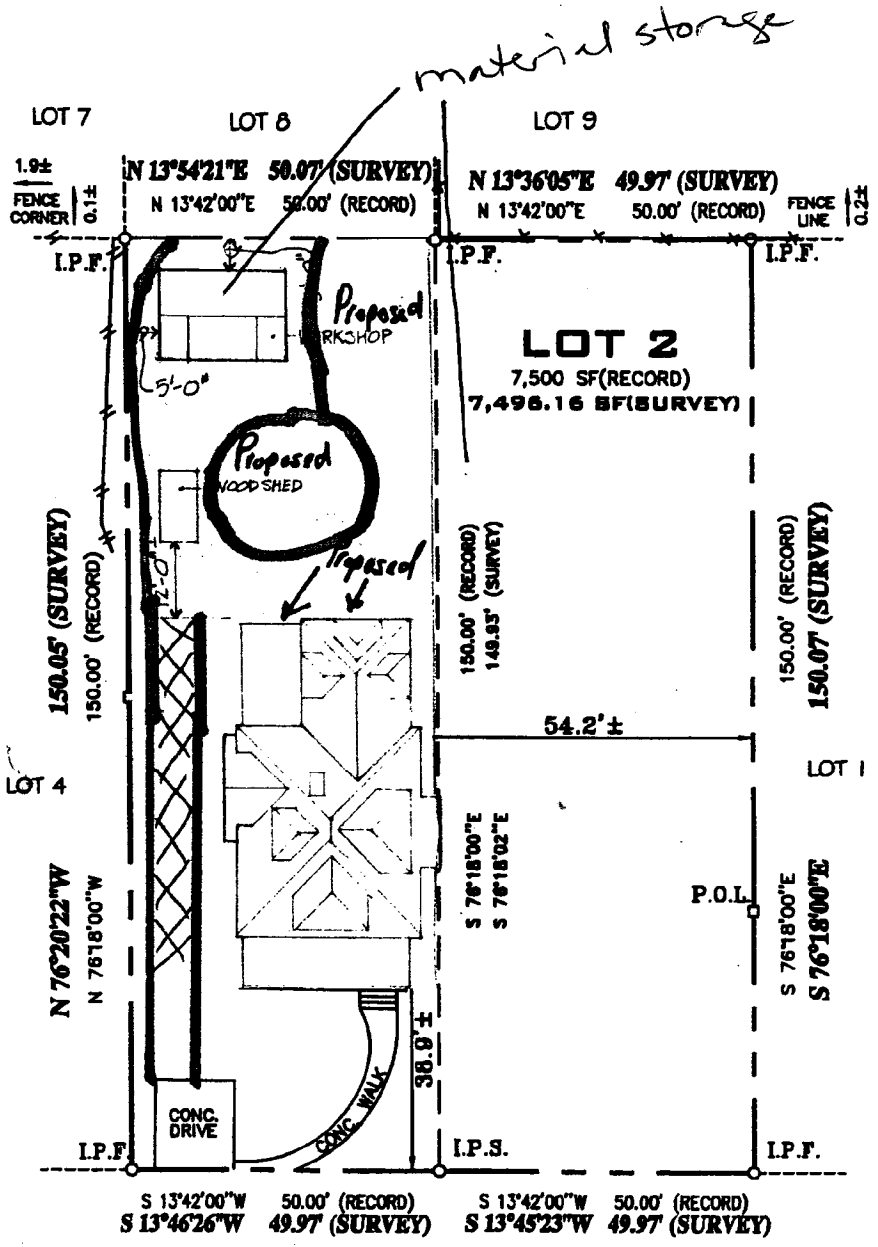 material storage
LOT 7
LOT 8
LOT 9
1.9±
FENCE CORNER
0.1±
N 13°54'21"E 50.07' (SURVEY)
N 13°42'00"E 50.00' (RECORD)
N 13°36'05"E 49.97' (SURVEY)
N 13°42'00"E 50.00' (RECORD)
FENCE LINE
0.2±
I.P.F.
I.P.F.
I.P.F.
Proposed
RKSHOP
5'-0"
LOT 2
7,500 SF(RECORD)
7,496.16 SF(SURVEY)
Proposed
WOODSHED
12'-0"
Proposed
150.05' (SURVEY)
150.00' (RECORD)
150.00' (RECORD)
149.93' (SURVEY)
150.00' (RECORD)
150.07' (SURVEY)
54.2'±
LOT 4
LOT 1
N 76°20'22"W
N 76°18'00"W
S 76°18'00"E
S 76°18'02"E
P.O.L.
S 76°18'00"E
S 76°18'00"E
38.9'±
CONC. WALK
CONC.
DRIVE
I.P.F.
I.P.S.
I.P.F.
S 13°42'00"W 50.00' (RECORD)
S 13°46'26"W 49.97' (SURVEY)
S 13°42'00"W 50.00' (RECORD)
S 13°45'23"W 49.97' (SURVEY)